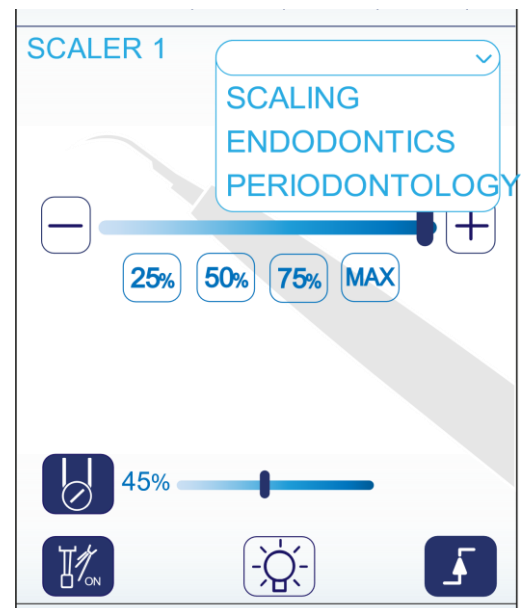 SCALER 1
SCALING
ENDODONTICS
PERIODONTOLOGY
25% 50% 75% MAX
45%
ON